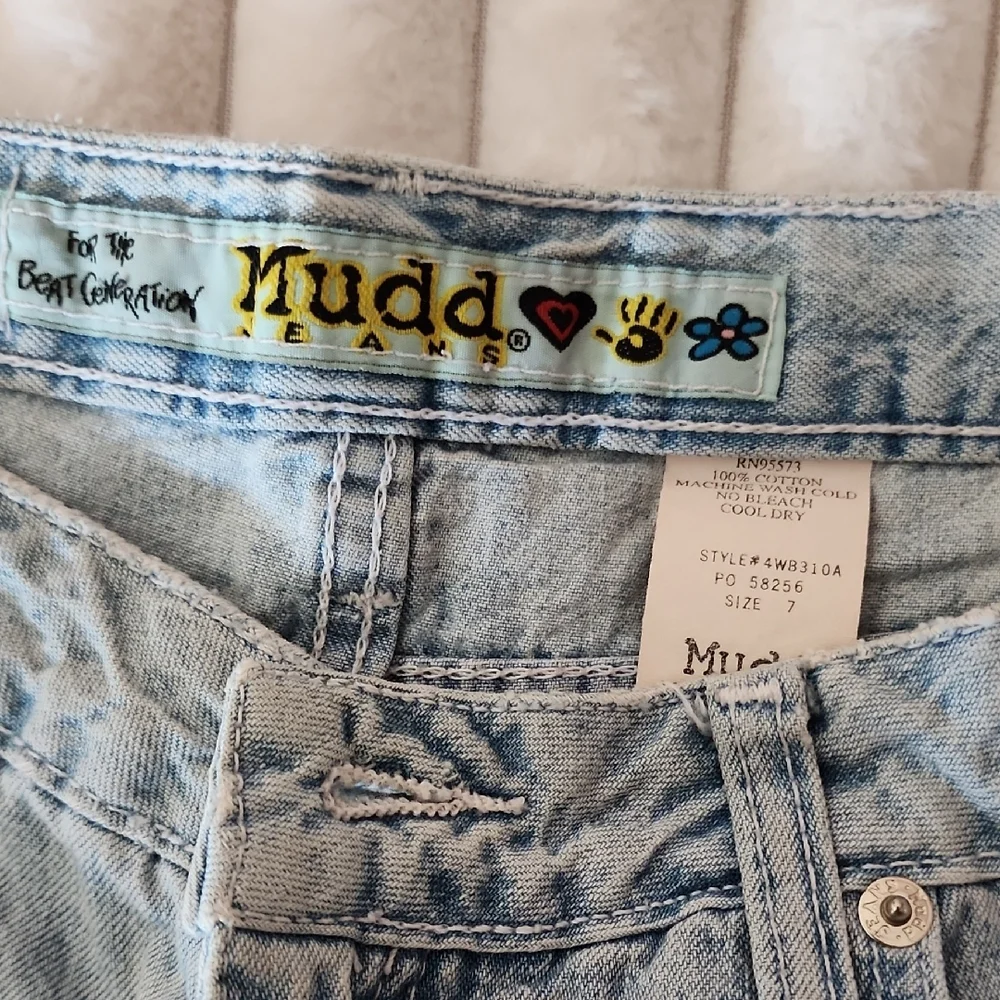 FOR THE
BEAT GENERATION
Mudd
JEANS®
RN95573
100% COTTON
MACHINE WASH COLD
NO BLEACH
COOL DRY
STYLE#4WB310A
PO 58256
SIZE 7